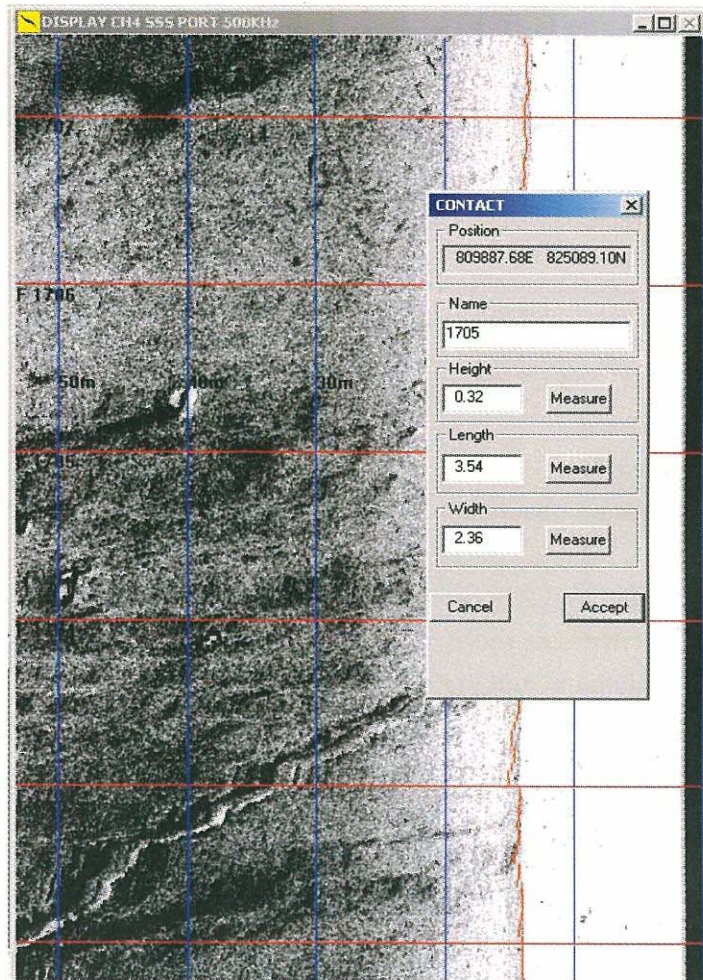 DISPLAY CH4 SSS PORT 500KHz
CONTACT
Position
809887.68E 825089.10N
Name
1705
Height
0.32
Measure
Length
3.54
Measure
Width
2.36
Measure
Cancel
Accept
F 1706
50m
40m
30m